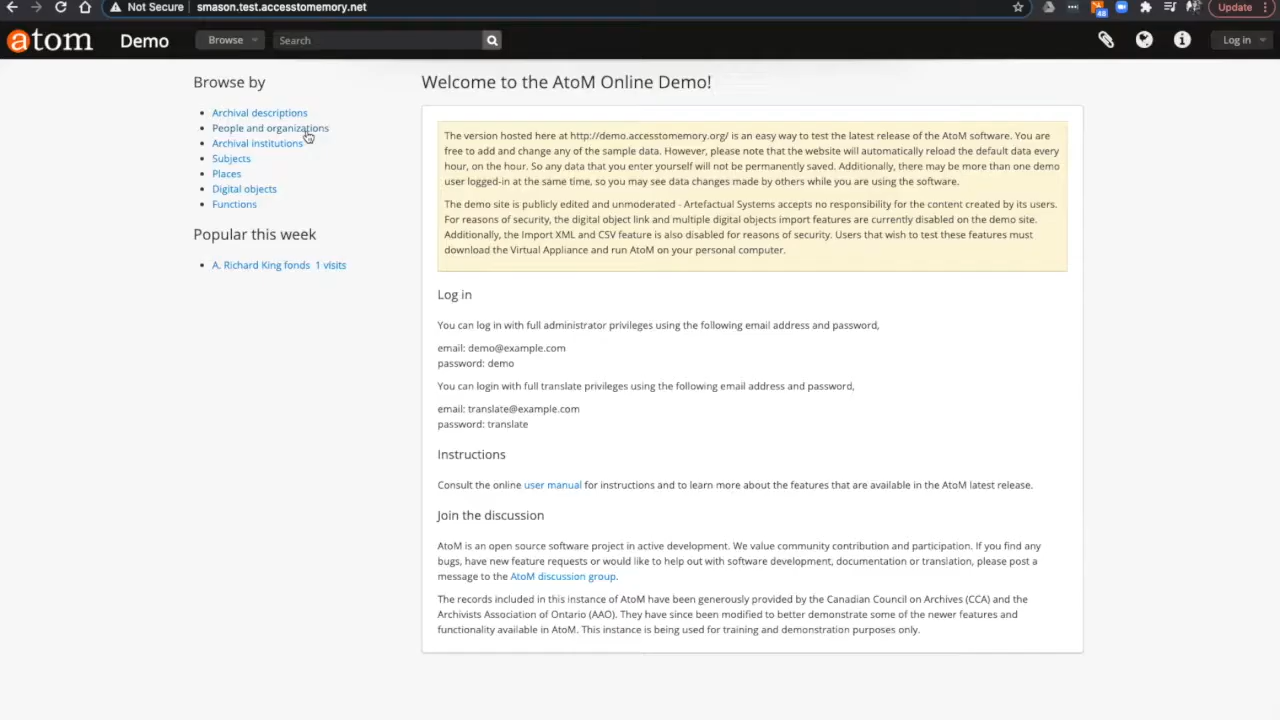 Not Secure smason.test.accesstomemory.net Update
atom Demo Browse Search Log in
Browse by
Archival descriptions
People and organizations
Archival institutions
Subjects
Places
Digital objects
Functions
Popular this week
A. Richard King fonds 1 visits
Welcome to the AtoM Online Demo!
The version hosted here at http://demo.accesstomemory.org/ is an easy way to test the latest release of the AtoM software. You are
free to add and change any of the sample data. However, please note that the website will automatically reload the default data every
hour, on the hour. So any data that you enter yourself will not be permanently saved. Additionally, there may be more than one demo
user logged-in at the same time, so you may see data changes made by others while you are using the software.
The demo site is publicly edited and unmoderated - Artefactual Systems accepts no responsibility for the content created by its users.
For reasons of security, the digital object link and multiple digital objects import features are currently disabled on the demo site.
Additionally, the Import XML and CSV feature is also disabled for reasons of security. Users that wish to test these features must
download the Virtual Appliance and run AtoM on your personal computer.
Log in
You can log in with full administrator privileges using the following email address and password,
email: demo@example.com
password: demo
You can login with full translate privileges using the following email address and password,
email: translate@example.com
password: translate
Instructions
Consult the online user manual for instructions and to learn more about the features that are available in the AtoM latest release.
Join the discussion
AtoM is an open source software project in active development. We value community contribution and participation. If you find any
bugs, have new feature requests or would like to help out with software development, documentation or translation, please post a
message to the AtoM discussion group.
The records included in this instance of AtoM have been generously provided by the Canadian Council on Archives (CCA) and the
Archivists Association of Ontario (AAO). They have since been modified to better demonstrate some of the newer features and
functionality available in AtoM. This instance is being used for training and demonstration purposes only.